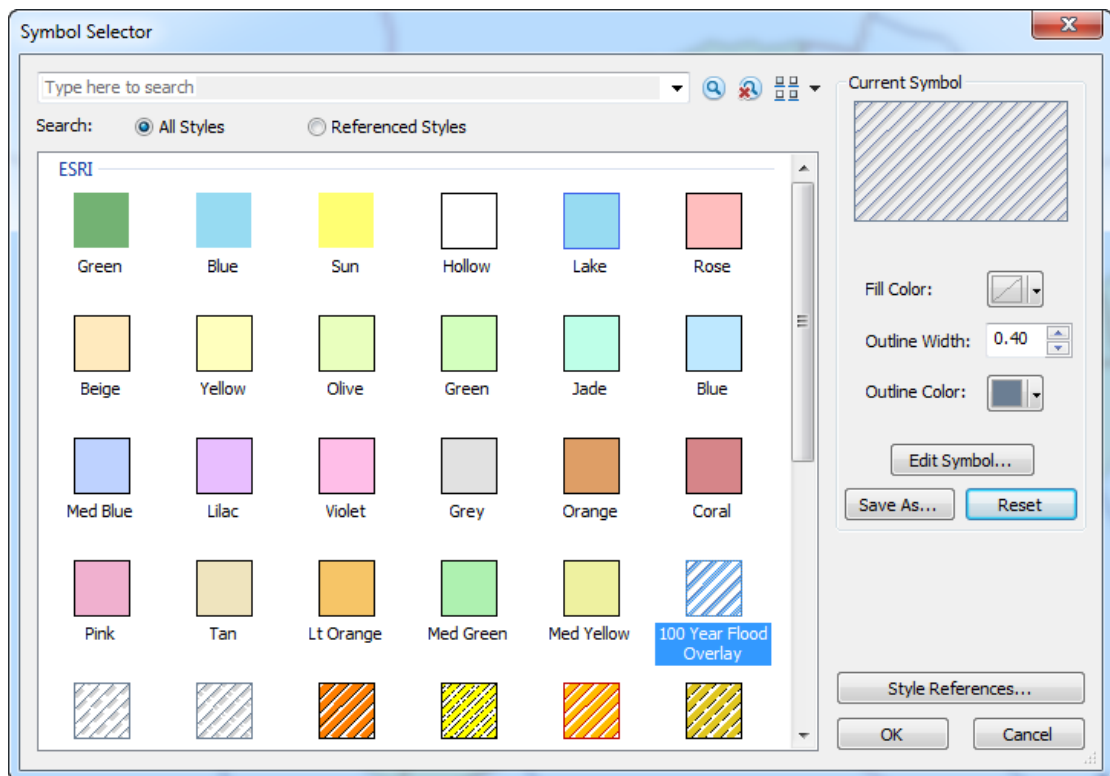 Symbol Selector
Type here to search
Search: All Styles Referenced Styles
ESRI
Green Blue Sun Hollow Lake Rose
Beige Yellow Olive Green Jade Blue
Med Blue Lilac Violet Grey Orange Coral
Pink Tan Lt Orange Med Green Med Yellow 100 Year Flood
Overlay
Current Symbol
Fill Color:
Outline Width: 0.40
Outline Color:
Edit Symbol...
Save As... Reset
Style References...
OK Cancel